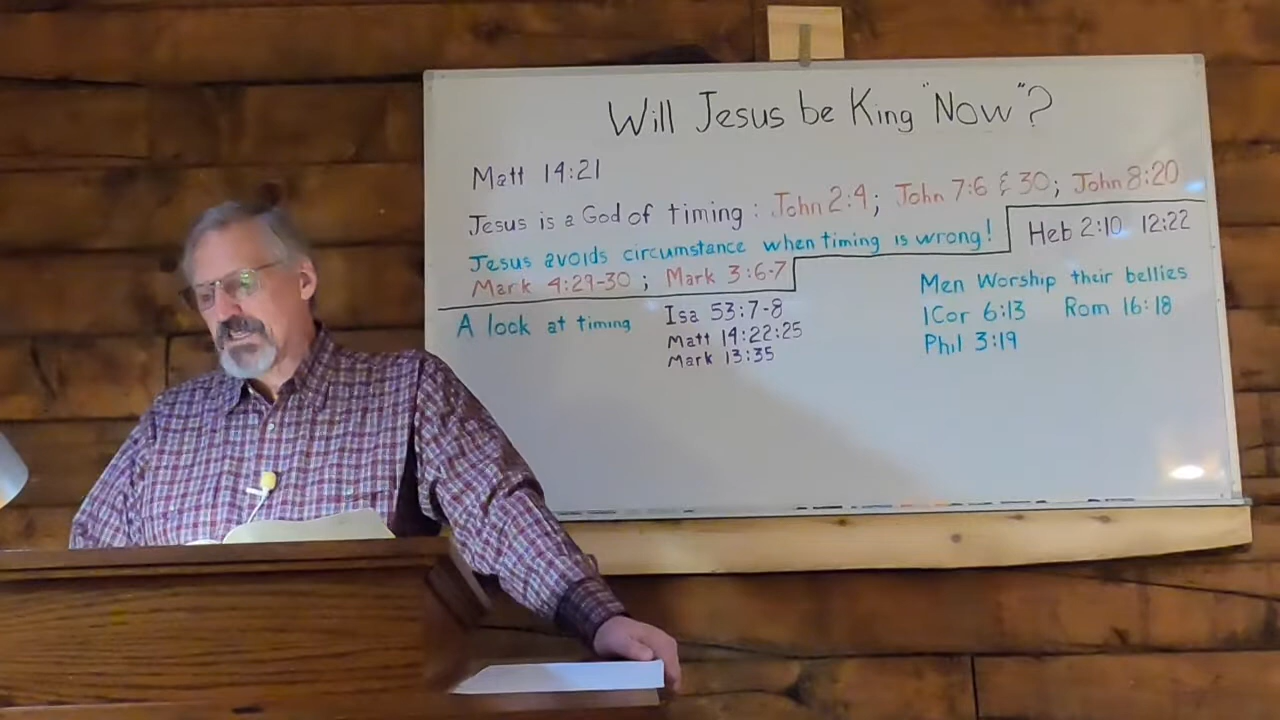 Will Jesus be King "Now"?
Matt 14:21
Jesus is a God of timing : John 2:4; John 7:6 & 30; John 8:20
Jesus avoids circumstance when timing is wrong!
Mark 4:29-30 ; Mark 3:6-7
Heb 2:10 12:22
A look at timing
Isa 53:7-8
Matt 14:22:25
Mark 13:35
Men Worship their bellies
1Cor 6:13 Rom 16:18
Phil 3:19